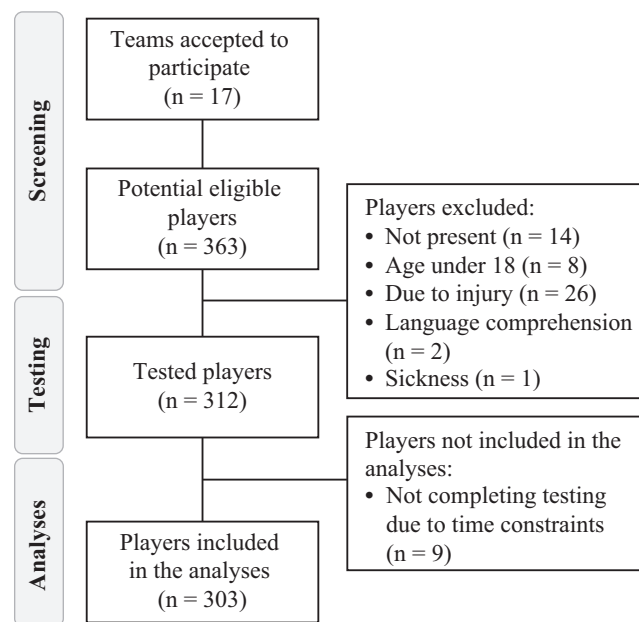 Screening
Teams accepted to
participate
(n = 17)
Potential eligible
players
(n = 363)
Players excluded:
• Not present (n = 14)
• Age under 18 (n = 8)
• Due to injury (n = 26)
• Language comprehension
(n = 2)
• Sickness (n = 1)
Testing
Tested players
(n = 312)
Players not included in the
analyses:
• Not completing testing
due to time constraints
(n = 9)
Analyses
Players included
in the analyses
(n = 303)